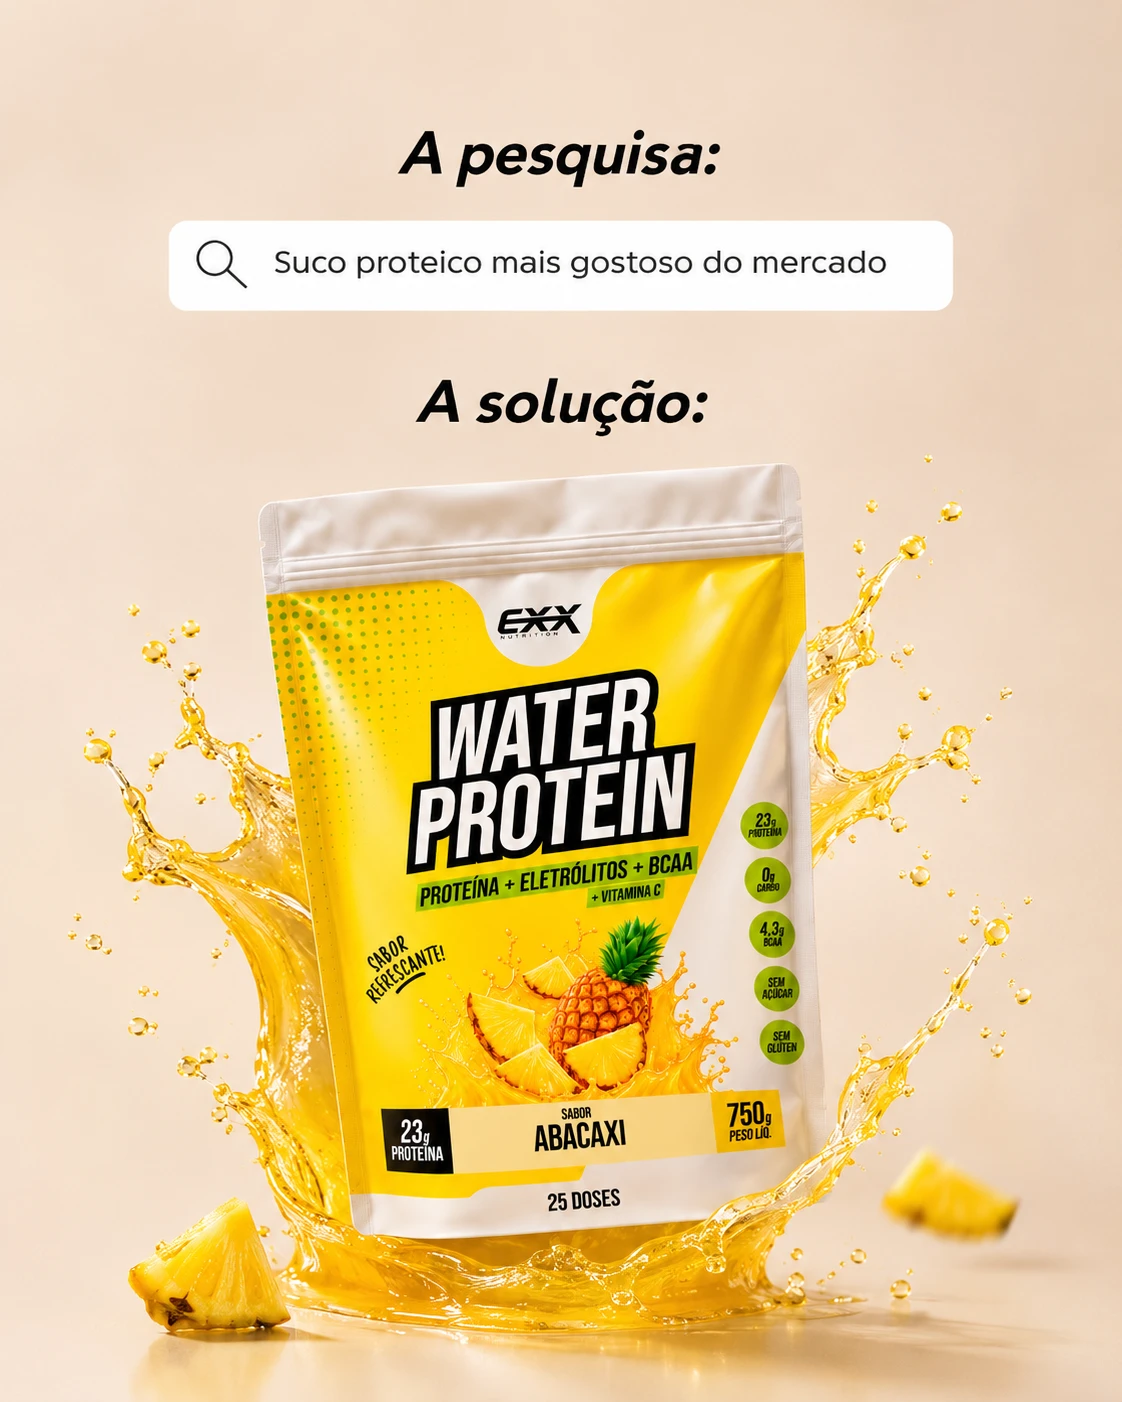 A pesquisa:
Suco proteico mais gostoso do mercado
A solução:
EXX
NUTRITION
WATER
PROTEIN
PROTEÍNA + ELETRÓLITOS + BCAA
+ VITAMINA C
23g
PROTEÍNA
0g
CARBO
4,3g
BCAA
SEM
AÇÚCAR
SEM
GLÚTEN
SABOR
REFRESCANTE!
23g
PROTEÍNA
SABOR
ABACAXI
750g
PESO LÍQ.
25 DOSES